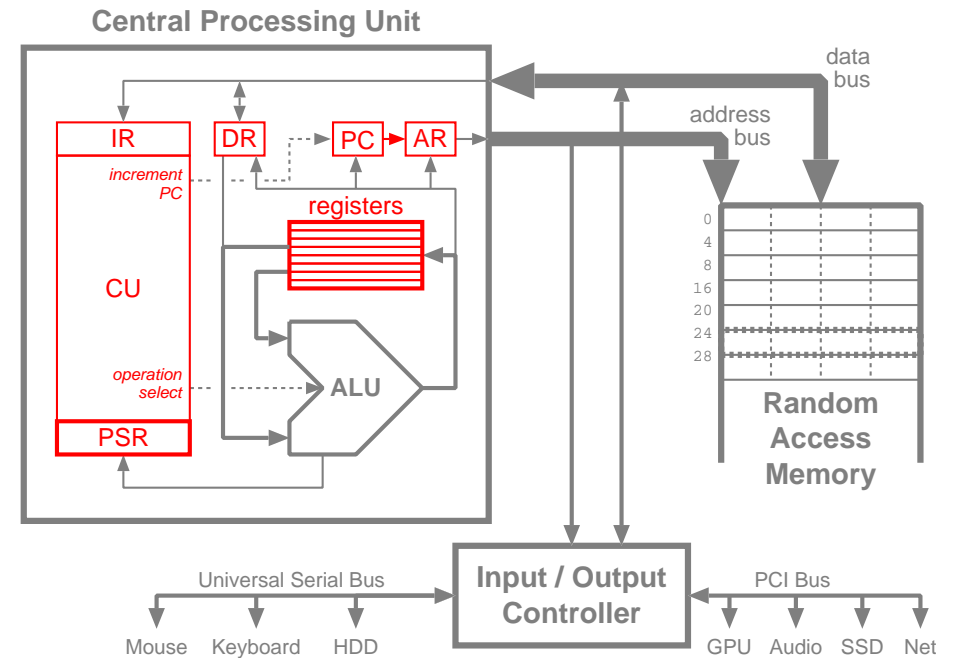 Central Processing Unit
data
bus
address
bus
IR
DR
PC
AR
increment
PC
registers
CU
operation
select
ALU
PSR
0
4
8
16
20
24
28
Random
Access
Memory
Input / Output
Controller
Universal Serial Bus
PCI Bus
Mouse
Keyboard
HDD
GPU
Audio
SSD
Net